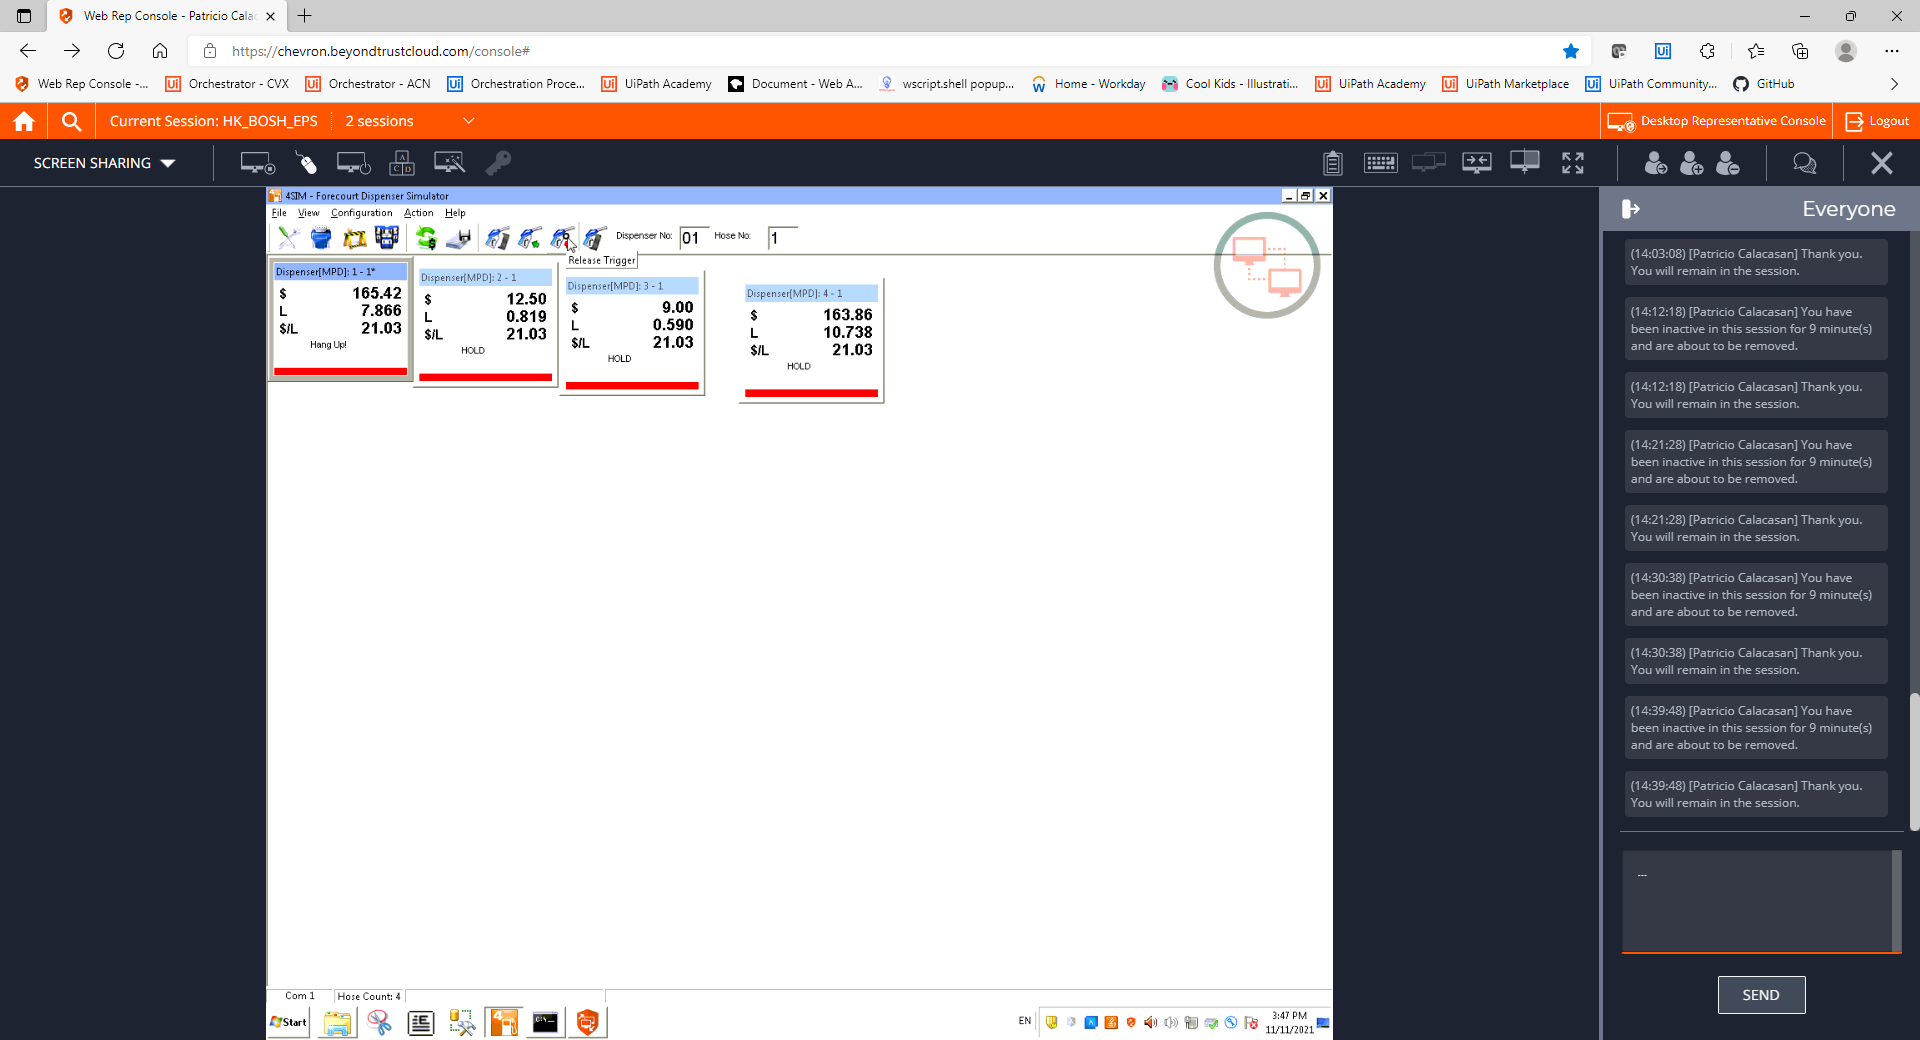 Web Rep Console - Patricio Cala
https://chevron.beyondtrustcloud.com/console#
Web Rep Console -... Orchestrator - CVX Orchestrator - ACN Orchestration Proce... UiPath Academy Document - Web A... wscript.shell popup... Home - Workday Cool Kids - Illustrati... UiPath Academy UiPath Marketplace UiPath Community... GitHub
Current Session: HK_BOSH_EPS 2 sessions Desktop Representative Console Logout
SCREEN SHARING
4SIM - Forecourt Dispenser Simulator
File View Configuration Action Help
Dispenser No: 01 Hose No: 1
Release Trigger
Dispenser[MPD]: 1 - 1*
$ 165.42
L 7.866
$/L 21.03
Hang Up!
Dispenser[MPD]: 2 - 1
$ 12.50
L 0.819
$/L 21.03
HOLD
Dispenser[MPD]: 3 - 1
$ 9.00
L 0.590
$/L 21.03
HOLD
Dispenser[MPD]: 4 - 1
$ 163.86
L 10.738
$/L 21.03
HOLD
Com 1 Hose Count: 4
Start
EN
3:47 PM
11/11/2021
Everyone
(14:03:08) [Patricio Calacasan] Thank you.
You will remain in the session.
(14:12:18) [Patricio Calacasan] You have
been inactive in this session for 9 minute(s)
and are about to be removed.
(14:12:18) [Patricio Calacasan] Thank you.
You will remain in the session.
(14:21:28) [Patricio Calacasan] You have
been inactive in this session for 9 minute(s)
and are about to be removed.
(14:21:28) [Patricio Calacasan] Thank you.
You will remain in the session.
(14:30:38) [Patricio Calacasan] You have
been inactive in this session for 9 minute(s)
and are about to be removed.
(14:30:38) [Patricio Calacasan] Thank you.
You will remain in the session.
(14:39:48) [Patricio Calacasan] You have
been inactive in this session for 9 minute(s)
and are about to be removed.
(14:39:48) [Patricio Calacasan] Thank you.
You will remain in the session.
...
SEND